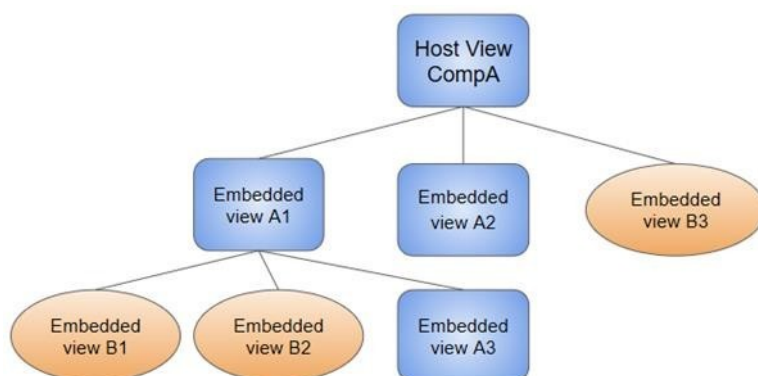 Host View
CompA
Embedded
view A1
Embedded
view A2
Embedded
view B3
Embedded
view B1
Embedded
view B2
Embedded
view A3